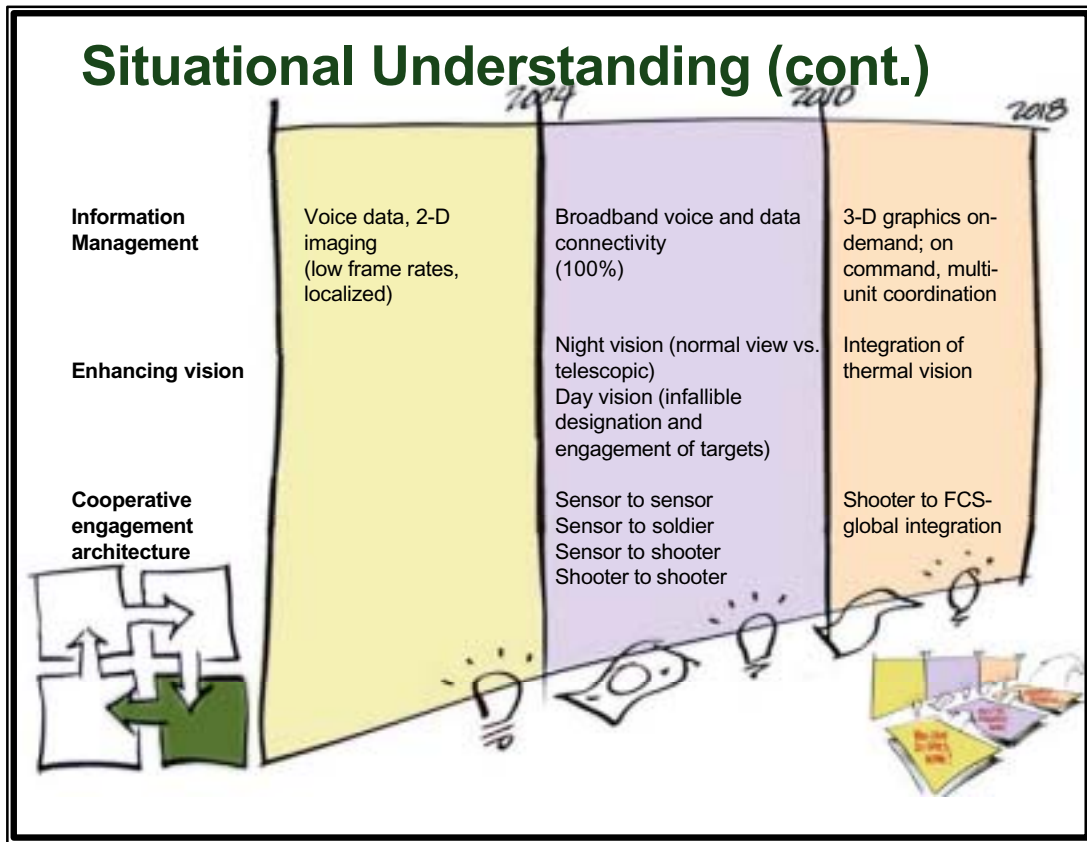 Situational Understanding (cont.)
2004
2010
2018
Information
Management
Voice data, 2-D
imaging
(low frame rates,
localized)
Broadband voice and data
connectivity
(100%)
3-D graphics on-
demand; on
command, multi-
unit coordination
Enhancing vision
Night vision (normal view vs.
telescopic)
Day vision (infallible
designation and
engagement of targets)
Integration of
thermal vision
Cooperative
engagement
architecture
Sensor to sensor
Sensor to soldier
Sensor to shooter
Shooter to shooter
Shooter to FCS-
global integration